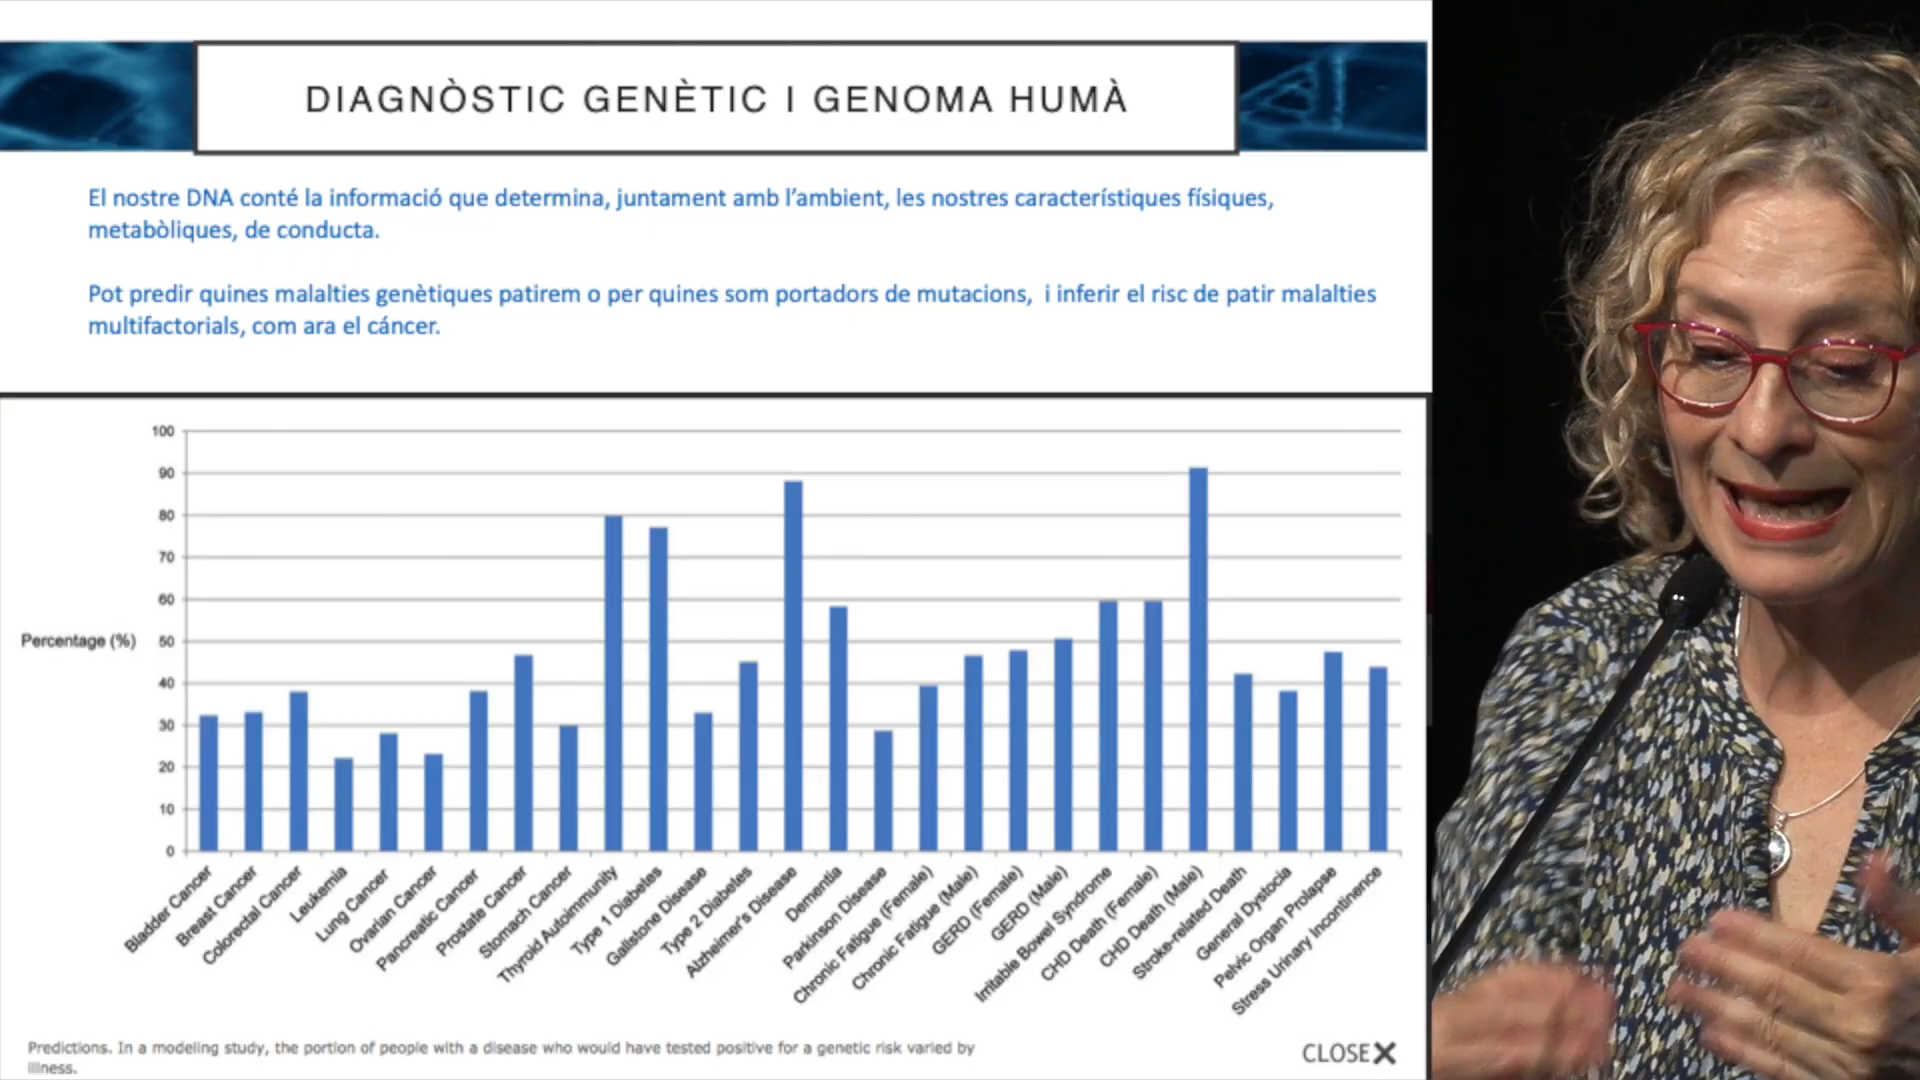 DIAGNÒSTIC GENÈTIC I GENOMA HUMÀ
El nostre DNA conté la informació que determina, juntament amb l'ambient, les nostres característiques físiques,
metabòliques, de conducta.
Pot predir quines malalties genètiques patirem o per quines som portadors de mutacions, i inferir el risc de patir malalties
multifactorials, com ara el cáncer.
100
90
80
70
60
Percentage (%) 50
40
30
20
10
0
Bladder Cancer
Breast Cancer
Colorectal Cancer
Leukemia
Lung Cancer
Ovarian Cancer
Pancreatic Cancer
Prostate Cancer
Stomach Cancer
Thyroid Autoimmunity
Type 1 Diabetes
Gallstone Disease
Type 2 Diabetes
Alzheimer's Disease
Dementia
Parkinson Disease
Chronic Fatigue (Female)
Chronic Fatigue (Male)
GERD (Female)
GERD (Male)
Irritable Bowel Syndrome
CHD Death (Female)
CHD Death (Male)
Stroke-related Death
General Dystocia
Pelvic Organ Prolapse
Stress Urinary Incontinence
Predictions. In a modeling study, the portion of people with a disease who would have tested positive for a genetic risk varied by
illness.
CLOSE X